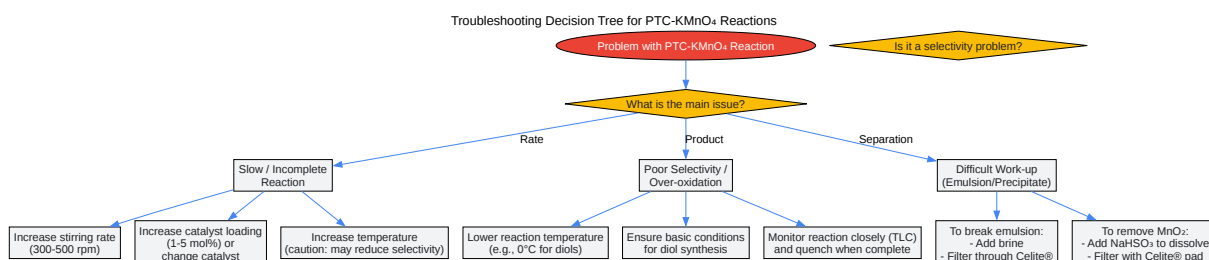 Troubleshooting Decision Tree for PTC-KMnO₄ Reactions
Problem with PTC-KMnO₄ Reaction
Is it a selectivity problem?
What is the main issue?
Rate
Product
Separation
Slow / Incomplete
Reaction
Poor Selectivity /
Over-oxidation
Difficult Work-up
(Emulsion/Precipitate)
Increase stirring rate
(300-500 rpm)
Increase catalyst loading
(1-5 mol%) or
change catalyst
Increase temperature
(caution: may reduce selectivity)
Lower reaction temperature
(e.g., 0°C for diols)
Ensure basic conditions
for diol synthesis
Monitor reaction closely (TLC)
and quench when complete
To break emulsion:
- Add brine
- Filter through Celite®
To remove MnO₂:
- Add NaHSO₃ to dissolve
- Filter with Celite® pad